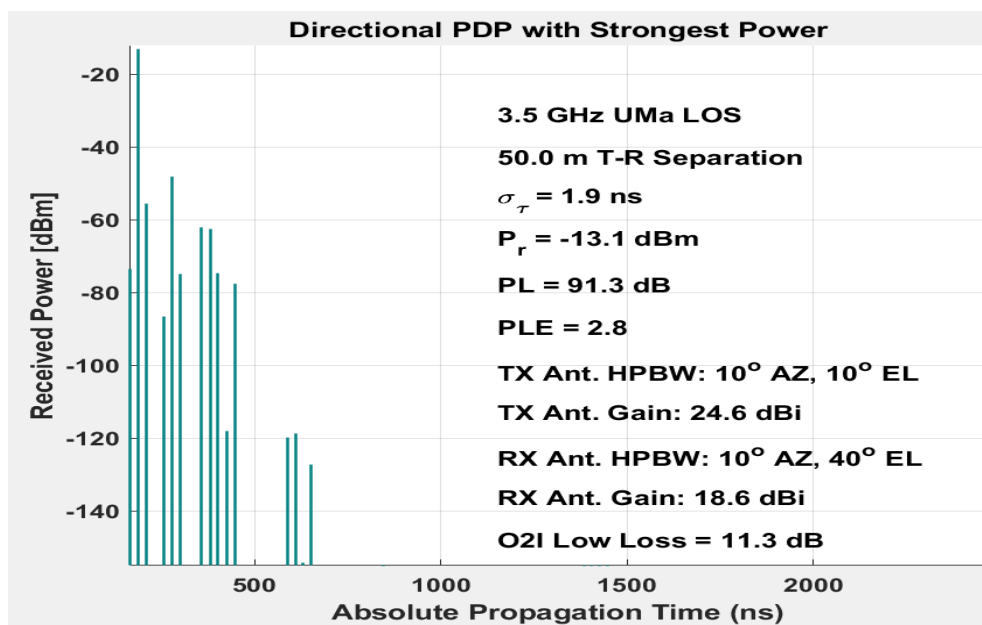 Directional PDP with Strongest Power
Received Power [dBm]
-20
-40
-60
-80
-100
-120
-140
3.5 GHz UMa LOS
50.0 m T-R Separation
στ = 1.9 ns
Pr = -13.1 dBm
PL = 91.3 dB
PLE = 2.8
TX Ant. HPBW: 10° AZ, 10° EL
TX Ant. Gain: 24.6 dBi
RX Ant. HPBW: 10° AZ, 40° EL
RX Ant. Gain: 18.6 dBi
O2I Low Loss = 11.3 dB
500 1000 1500 2000
Absolute Propagation Time (ns)